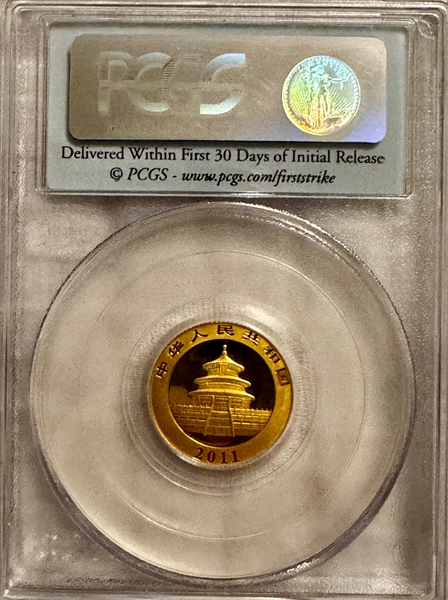 PCGS
Delivered Within First 30 Days of Initial Release
© PCGS - www.pcgs.com/firststrike
中华人民共和国
2011